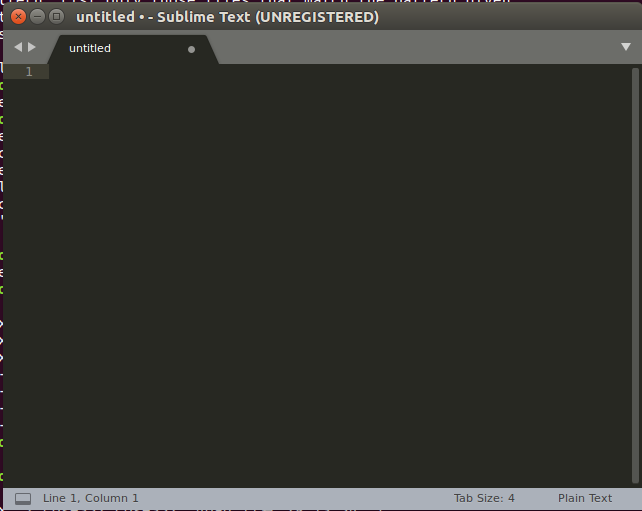 untitled • - Sublime Text (UNREGISTERED)
untitled
1
Line 1, Column 1
Tab Size: 4
Plain Text